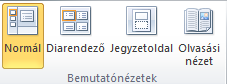 Normál Diarendező Jegyzetoldal Olvasási
nézet
Bemutatónézetek